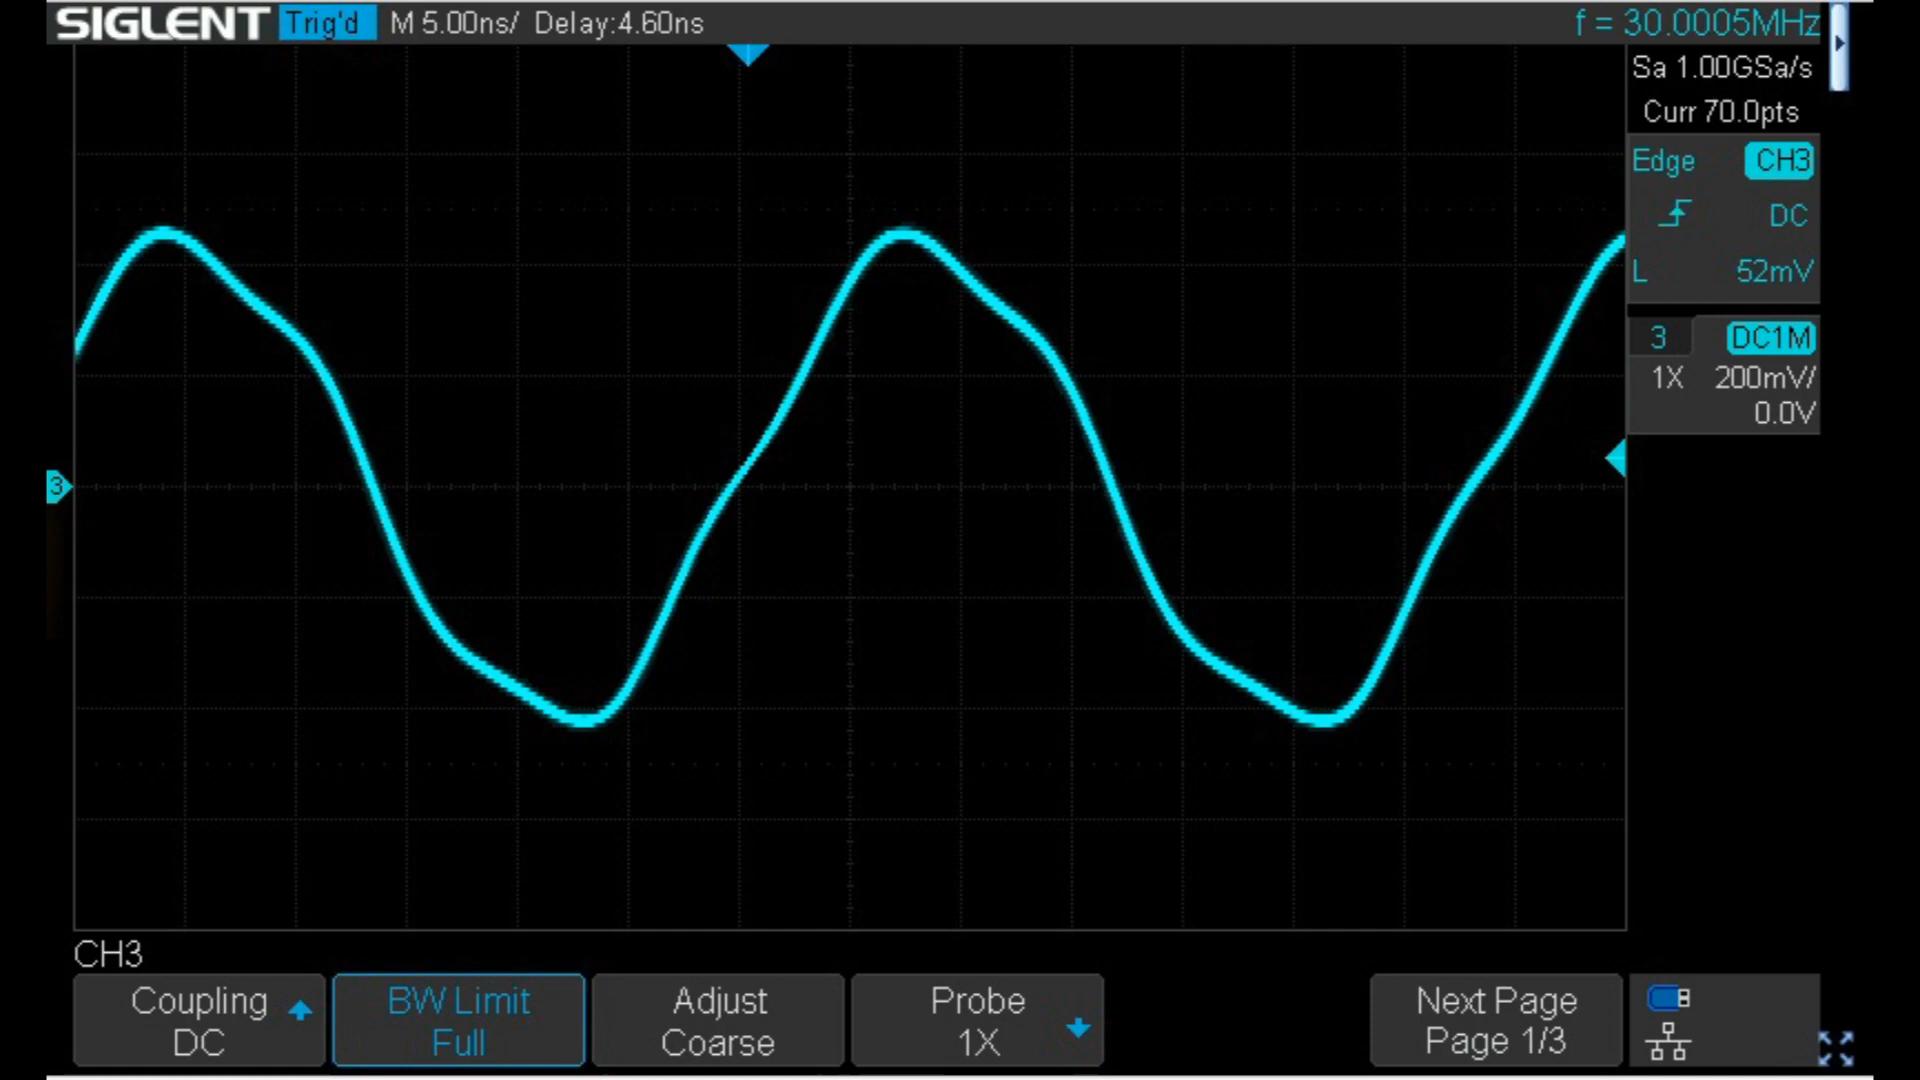 SIGLENT Trig'd M 5.00ns/ Delay:4.60ns f = 30.0005MHz
Sa 1.00GSa/s
Curr 70.0pts
Edge CH3
DC
L 52mV
3 DC1M
1X 200mV/
0.0V
3
CH3
Coupling
DC
BW Limit
Full
Adjust
Coarse
Probe
1X
Next Page
Page 1/3